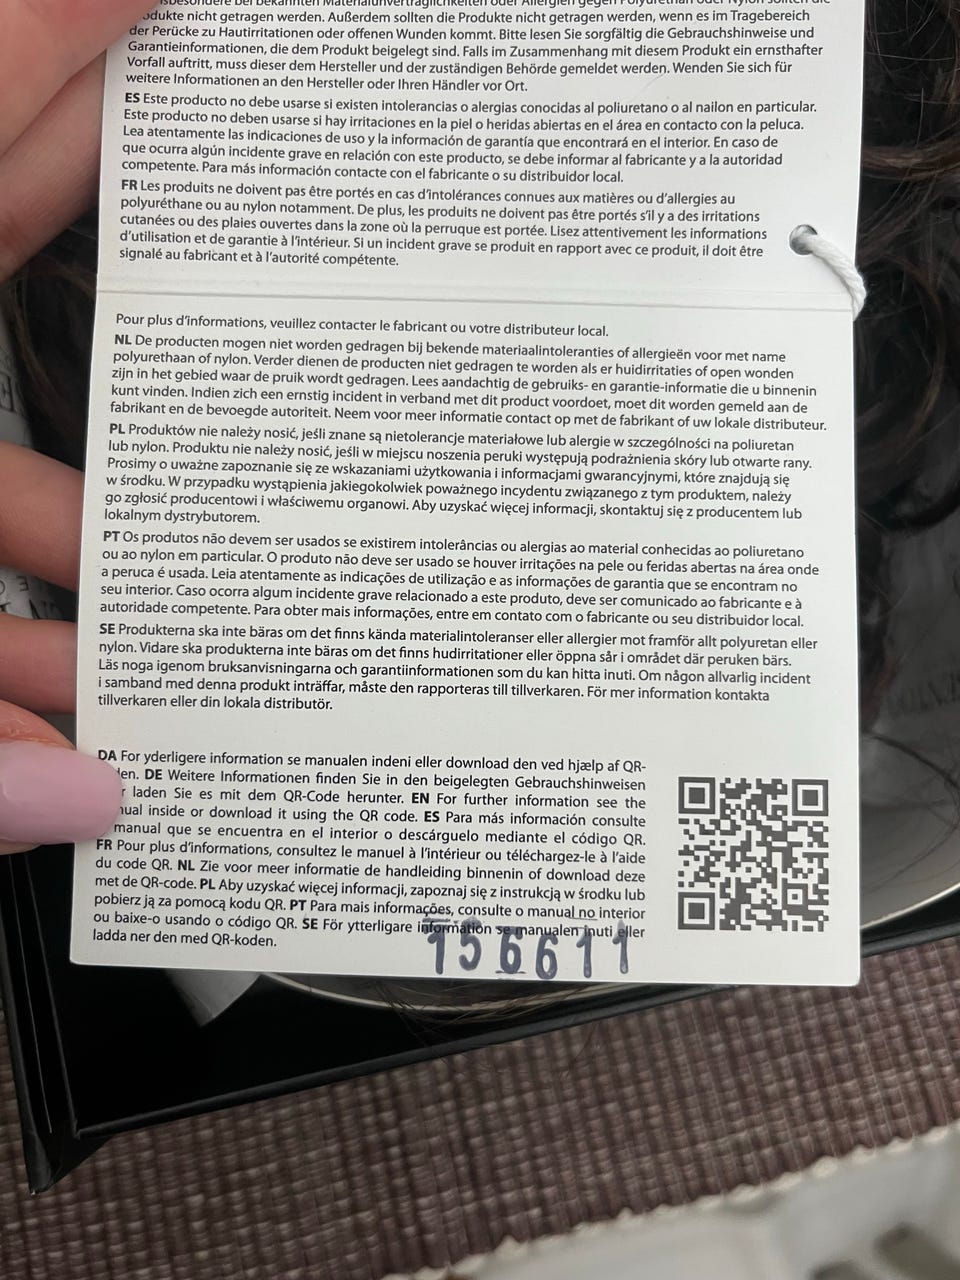 insbesondere bei bekannten Materialunverträglichkeiten oder Allergien gegen Polyurethan oder Nylon sollten die
dukte nicht getragen werden. Außerdem sollten die Produkte nicht getragen werden, wenn es im Tragebereich
der Perücke zu Hautirritationen oder offenen Wunden kommt. Bitte lesen Sie sorgfältig die Gebrauchshinweise und
Garantieinformationen, die dem Produkt beigelegt sind. Falls im Zusammenhang mit diesem Produkt ein ernsthafter
Vorfall auftritt, muss dieser dem Hersteller und der zuständigen Behörde gemeldet werden. Wenden Sie sich für
weitere Informationen an den Hersteller oder Ihren Händler vor Ort.
ES Este producto no debe usarse si existen intolerancias o alergias conocidas al poliuretano o al nailon en particular.
Este producto no deben usarse si hay irritaciones en la piel o heridas abiertas en el área en contacto con la peluca.
Lea atentamente las indicaciones de uso y la información de garantía que encontrará en el interior. En caso de
que ocurra algún incidente grave en relación con este producto, se debe informar al fabricante y a la autoridad
competente. Para más información contacte con el fabricante o su distribuidor local.
FR Les produits ne doivent pas être portés en cas d'intolérances connues aux matières ou d'allergies au
polyuréthane ou au nylon notamment. De plus, les produits ne doivent pas être portés s'il y a des irritations
cutanées ou des plaies ouvertes dans la zone où la perruque est portée. Lisez attentivement les informations
d'utilisation et de garantie à l'intérieur. Si un incident grave se produit en rapport avec ce produit, il doit être
signalé au fabricant et à l'autorité compétente.
Pour plus d'informations, veuillez contacter le fabricant ou votre distributeur local.
NL De producten mogen niet worden gedragen bij bekende materiaalintoleranties of allergieën voor met name
polyurethaan of nylon. Verder dienen de producten niet gedragen te worden als er huidirritaties of open wonden
zijn in het gebied waar de pruik wordt gedragen. Lees aandachtig de gebruiks- en garantie-informatie die u binnenin
kunt vinden. Indien zich een ernstig incident in verband met dit product voordoet, moet dit worden gemeld aan de
fabrikant en de bevoegde autoriteit. Neem voor meer informatie contact op met de fabrikant of uw lokale distributeur.
PL Produktów nie należy nosić, jeśli znane są nietolerancje materiałowe lub alergie w szczególności na poliuretan
lub nylon. Produktu nie należy nosić, jeśli w miejscu noszenia peruki występują podrażnienia skóry lub otwarte rany.
Prosimy o uważne zapoznanie się ze wskazaniami użytkowania i informacjami gwarancyjnymi, które znajdują się
w środku. W przypadku wystąpienia jakiegokolwiek poważnego incydentu związanego z tym produktem, należy
go zgłosić producentowi i właściwemu organowi. Aby uzyskać więcej informacji, skontaktuj się z producentem lub
lokalnym dystrybutorem.
PT Os produtos não devem ser usados se existirem intolerâncias ou alergias ao material conhecidas ao poliuretano
ou ao nylon em particular. O produto não deve ser usado se houver irritações na pele ou feridas abertas na área onde
a peruca é usada. Leia atentamente as indicações de utilização e as informações de garantia que se encontram no
seu interior. Caso ocorra algum incidente grave relacionado a este produto, deve ser comunicado ao fabricante e à
autoridade competente. Para obter mais informações, entre em contato com o fabricante ou seu distribuidor local.
SE Produkterna ska inte bäras om det finns kända materialintoleranser eller allergier mot framför allt polyuretan eller
nylon. Vidare ska produkterna inte bäras om det finns hudirritationer eller öppna sår i området där peruken bärs.
Läs noga igenom bruksanvisningarna och garantiinformationen som du kan hitta inuti. Om någon allvarlig incident
i samband med denna produkt inträffar, måste den rapporteras till tillverkaren. För mer information kontakta
tillverkaren eller din lokala distributör.
DA For yderligere information se manualen indeni eller download den ved hjælp af QR-
den. DE Weitere Informationen finden Sie in den beigelegten Gebrauchshinweisen
r laden Sie es mit dem QR-Code herunter. EN For further information see the
ual inside or download it using the QR code. ES Para más información consulte
manual que se encuentra en el interior o descárguelo mediante el código QR.
FR Pour plus d'informations, consultez le manuel à l'intérieur ou téléchargez-le à l'aide
du code QR. NL Zie voor meer informatie de handleiding binnenin of download deze
met de QR-code. PL Aby uzyskać więcej informacji, zapoznaj się z instrukcją w środku lub
pobierz ją za pomocą kodu QR. PT Para mais informações, consulte o manual no interior
ou baixe-o usando o código QR. SE För ytterligare information se manualen inuti eller
ladda ner den med QR-koden.
156611